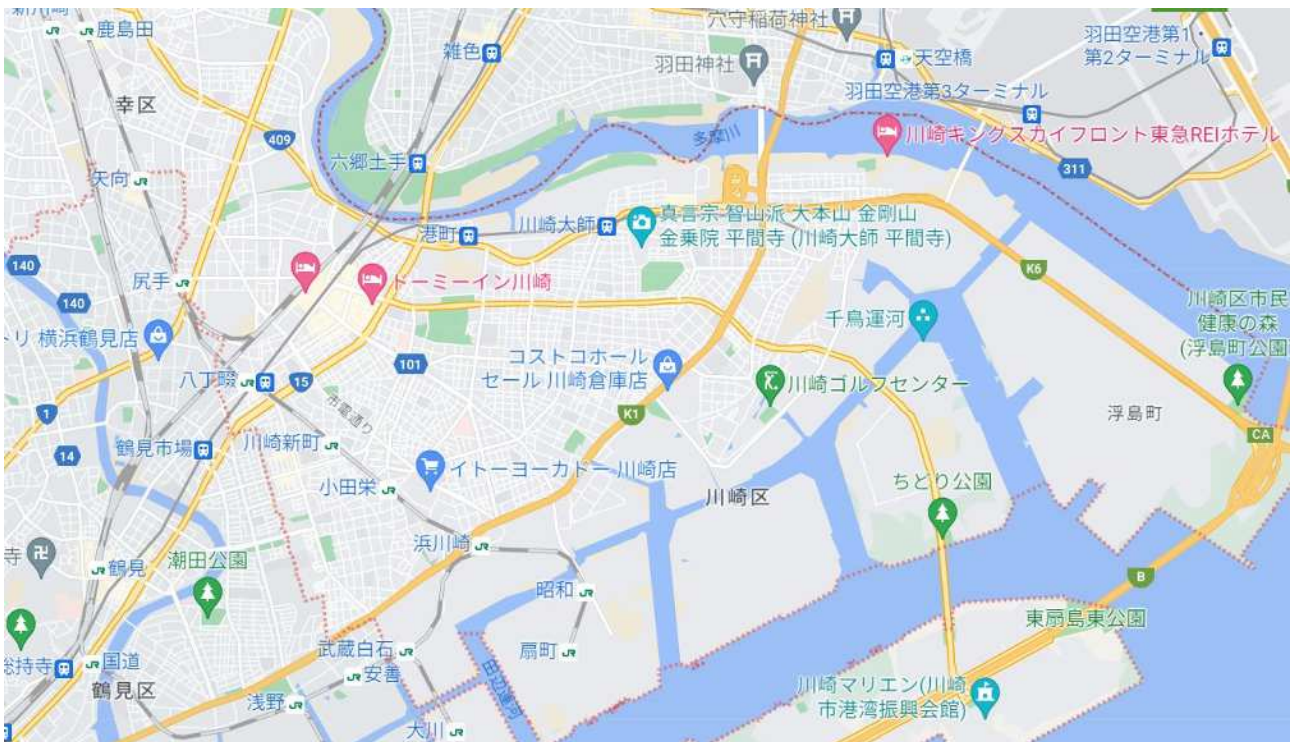 鹿島田
雑色
穴守稲荷神社
羽田神社
天空橋
羽田空港第1・
第2ターミナル
羽田空港第3ターミナル
幸区
409
多摩川
川崎キングスカイフロント東急REIホテル
六郷土手
311
矢向
川崎大師
港町
真言宗 智山派 大本山 金剛山
金乗院 平間寺 (川崎大師 平間寺)
140
K6
尻手
ドーミーイン川崎
140
川崎区市民
健康の森
(浮島町公園
千鳥運河
トリ 横浜鶴見店
コストコホール
セール 川崎倉庫店
101
八丁畷
15
川崎ゴルフセンター
1
市電通り
K1
浮島町
CA
鶴見市場
14
川崎新町
イトーヨーカドー 川崎店
小田栄
川崎区
ちどり公園
浜川崎
寺
鶴見
潮田公園
昭和
B
東扇島東公園
武蔵白石
扇町
総持寺
国道
安善
鶴見区
浅野
田辺運河
川崎マリエン(川崎
市港湾振興会館)
大川